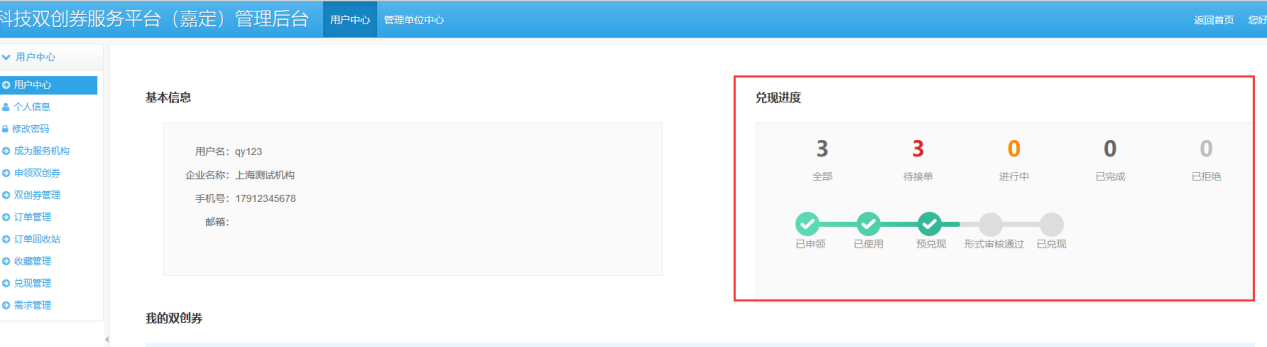 科技双创券服务平台（嘉定）管理后台 用户中心 管理单位中心 返回首页 您好
用户中心
用户中心
个人信息
修改密码
成为服务机构
申领双创券
双创券管理
订单管理
订单回收站
收藏管理
兑现管理
需求管理
基本信息
用户名：qy123
企业名称：上海测试机构
手机号：17912345678
邮箱：
兑现进度
3 3 0 0 0
全部 待接单 进行中 已完成 已拒绝
已申领 已使用 预兑现 形式审核通过 已兑现
我的双创券